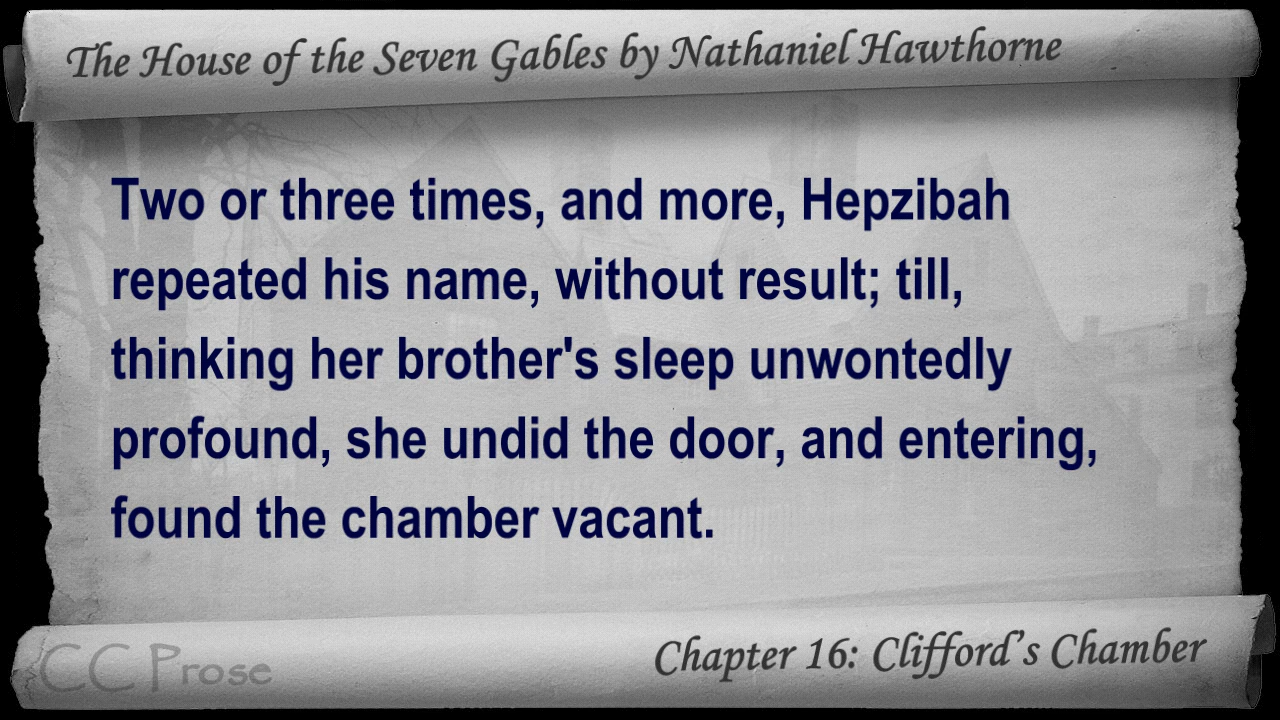 The House of the Seven Gables by Nathaniel Hawthorne
Two or three times, and more, Hepzibah
repeated his name, without result; till,
thinking her brother's sleep unwontedly
profound, she undid the door, and entering,
found the chamber vacant.
CC Prose
Chapter 16: Clifford’s Chamber